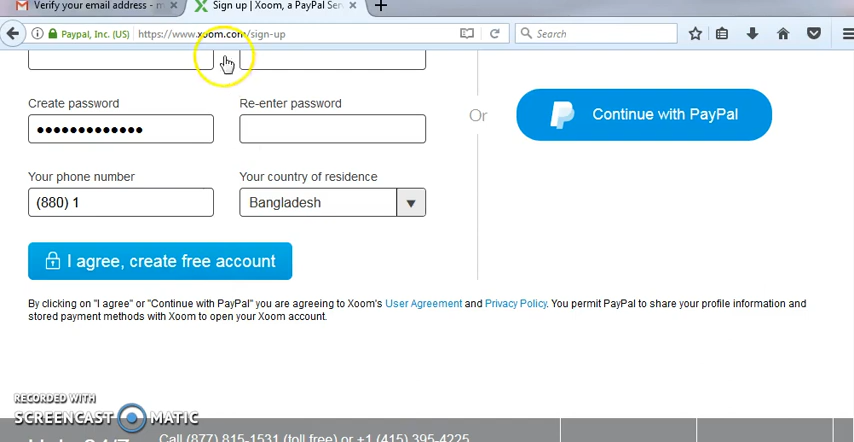 Verify your email address - m
Sign up | Xoom, a PayPal Ser
Paypal, Inc. (US)
https://www.xoom.com/sign-up
Search
Create password
Re-enter password
Or
Continue with PayPal
Your phone number
Your country of residence
(880) 1
Bangladesh
I agree, create free account
By clicking on "I agree" or "Continue with PayPal" you are agreeing to Xoom's User Agreement and Privacy Policy. You permit PayPal to share your profile information and
stored payment methods with Xoom to open your Xoom account.
RECORDED WITH
SCREENCAST MATIC
Call (877) 815-1531 (toll free) or +1 (415) 395-4225